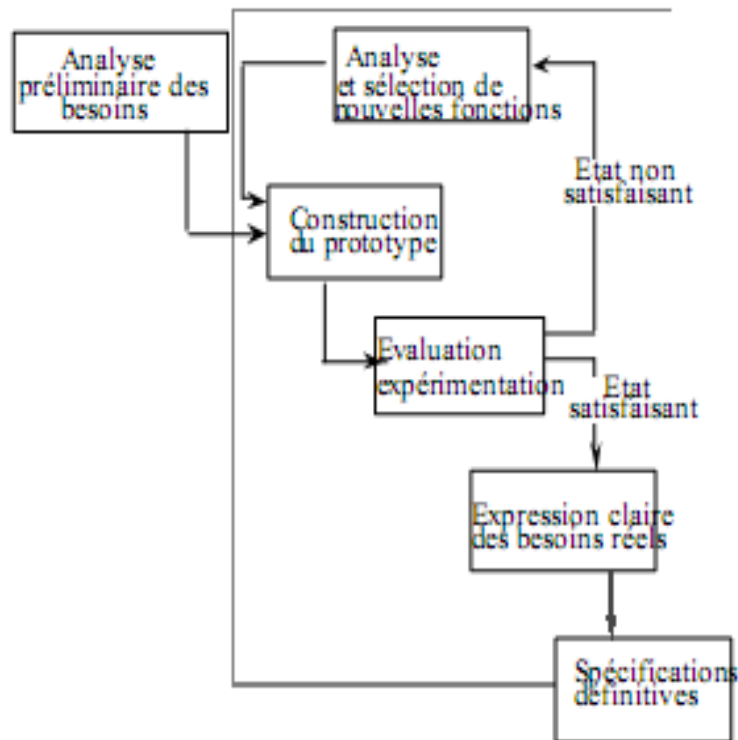 Analyse
préliminaire des
besoins
Analyse
et sélection de
nouvelles fonctions
Etat non
satisfaisant
Construction
du prototype
Evaluation
expérimentation
Etat
satisfaisant
Expression claire
des besoins réels
Spécifications
définitives